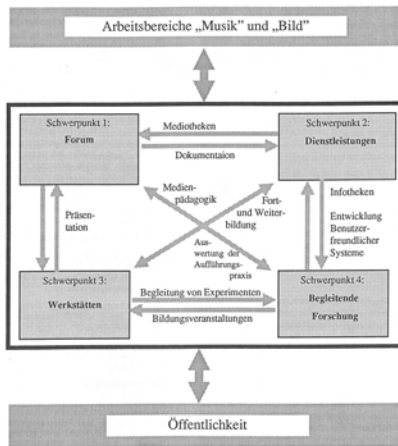 Arbeitsbereiche „Musik" und „Bild"
Schwerpunkt 1:
Forum
Mediotheken
Dokumentaion
Schwerpunkt 2:
Dienstleistungen
Medien-
pädagogik
Fort-
und Weiter-
bildung
Infotheken
Präsen-
tation
Entwicklung
Benutzer-
freundlicher
Systeme
Aus-
wertung der
Aufführungs-
praxis
Schwerpunkt 3:
Werkstätten
Begleitung von Experimenten
Bildungsveranstaltungen
Schwerpunkt 4:
Begleitende
Forschung
Öffentlichkeit